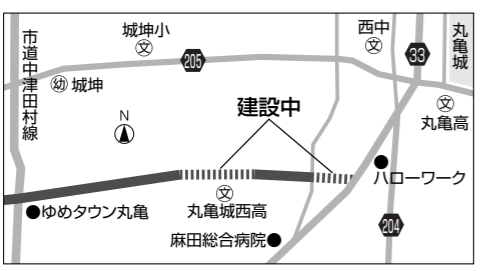 市道中津田村線
城坤小
文
205
幼 城坤
N
建設中
西中
文
33
丸亀城
文
丸亀高
ハローワーク
文
丸亀城西高
ゆめタウン丸亀
麻田総合病院
204